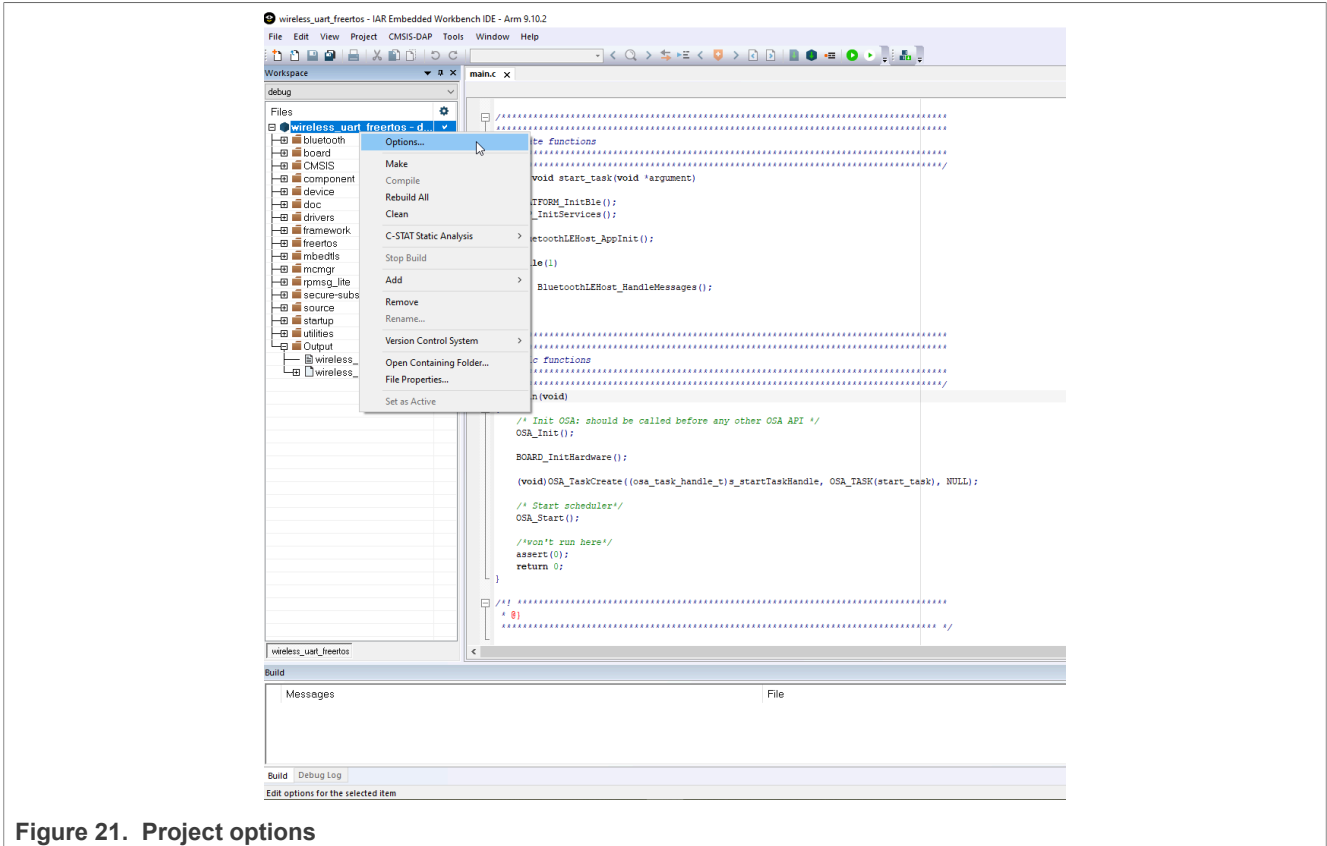 wireless_uart_freertos - IAR Embedded Workbench IDE - Arm 9.10.2
File Edit View Project CMSIS-DAP Tools Window Help
Workspace
main.c
debug
Files
wireless_uart_freertos - d...
bluetooth
board
CMSIS
component
device
doc
drivers
framework
freertos
mbedtls
mcmgr
rpmsg_lite
secure-subs
source
startup
utilities
Output
wireless_
wireless_
wireless_uart_freertos
Options...
Make
Compile
Rebuild All
Clean
C-STAT Static Analysis
Stop Build
Add
Remove
Rename...
Version Control System
Open Containing Folder...
File Properties...
Set as Active
/************************************************************************************
*************************************************************************************
te functions
*************************************************************************************
************************************************************************************/
void start_task(void *argument)
TFORM_InitBle();
_InitServices();
etoothLEHost_AppInit();
le(1)
BluetoothLEHost_HandleMessages();
*************************************************************************************
*************************************************************************************
c functions
*************************************************************************************
************************************************************************************/
n(void)
/* Init OSA: should be called before any other OSA API */
OSA_Init();
BOARD_InitHardware();
(void)OSA_TaskCreate((osa_task_handle_t)s_startTaskHandle, OSA_TASK(start_task), NULL);
/* Start scheduler*/
OSA_Start();
/*won't run here*/
assert(0);
return 0;
}
/*! *********************************************************************************
* @}
********************************************************************************** */
Build
Messages File
Build Debug Log
Edit options for the selected item
Figure 21. Project options